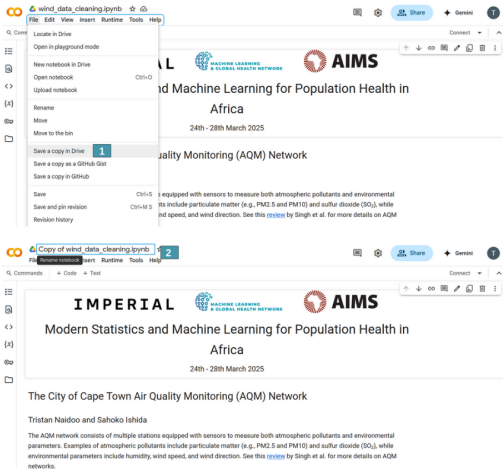 wind_data_cleaning.ipynb
File Edit View Insert Runtime Tools Help
Share
Gemini
T
Locate in Drive
Connect
Open in playground mode
New notebook in Drive
Open notebook Ctrl+O
Upload notebook
MACHINE LEARNING
& GLOBAL HEALTH NETWORK
AIMS
Rename
Move
Move to the bin
nd Machine Learning for Population Health in
Africa
24th - 28th March 2025
Save a copy in Drive 1
Save a copy as a GitHub Gist
Save a copy in GitHub
uality Monitoring (AQM) Network
Save Ctrl+S
Save and pin revision Ctrl+M S
Revision history
equipped with sensors to measure both atmospheric pollutants and environmental
include particulate matter (e.g., PM2.5 and PM10) and sulfur dioxide (SO₂), while
nd speed, and wind direction. See this review by Singh et al. for more details on AQM
Copy of wind_data_cleaning.ipynb 2
Rename notebook
sert Runtime Tools Help
Share
Gemini
T
Commands + Code + Text
Connect
IMPERIAL
MACHINE LEARNING
& GLOBAL HEALTH NETWORK
AIMS
Modern Statistics and Machine Learning for Population Health in
Africa
24th - 28th March 2025
The City of Cape Town Air Quality Monitoring (AQM) Network
Tristan Naidoo and Sahoko Ishida
The AQM network consists of multiple stations equipped with sensors to measure both atmospheric pollutants and environmental
parameters. Examples of atmospheric pollutants include particulate matter (e.g., PM2.5 and PM10) and sulfur dioxide (SO₂), while
environmental parameters include humidity, wind speed, and wind direction. See this review by Singh et al. for more details on AQM
networks.